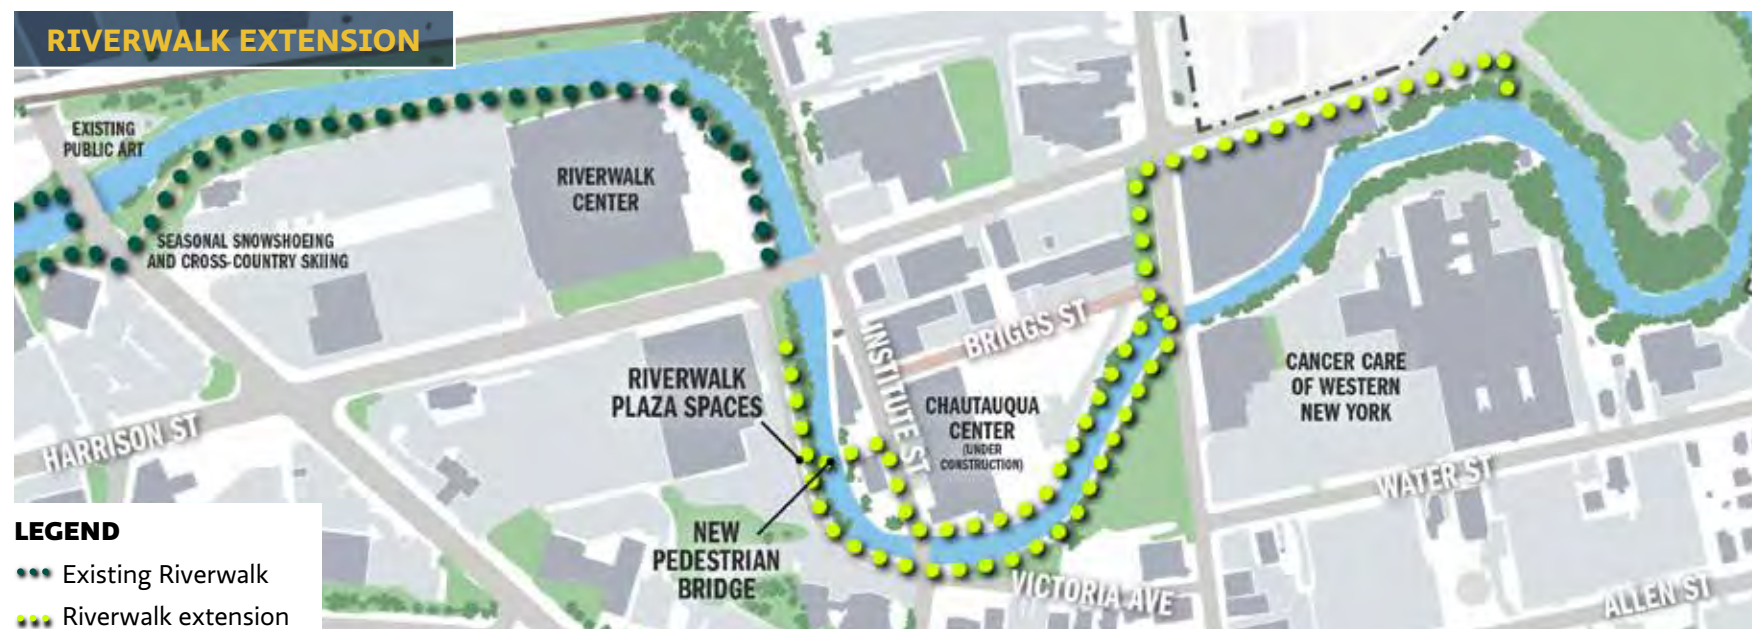 RIVERWALK EXTENSION
EXISTING
PUBLIC ART
RIVERWALK
CENTER
SEASONAL SNOWSHOEING
AND CROSS-COUNTRY SKIING
INSTITUTE ST
BRIGGS ST
RIVERWALK
PLAZA SPACES
CHAUTAUQUA
CENTER
(UNDER
CONSTRUCTION)
CANCER CARE
OF WESTERN
NEW YORK
HARRISON ST
WATER ST
NEW
PEDESTRIAN
BRIDGE
VICTORIA AVE
ALLEN ST
LEGEND
Existing Riverwalk
Riverwalk extension